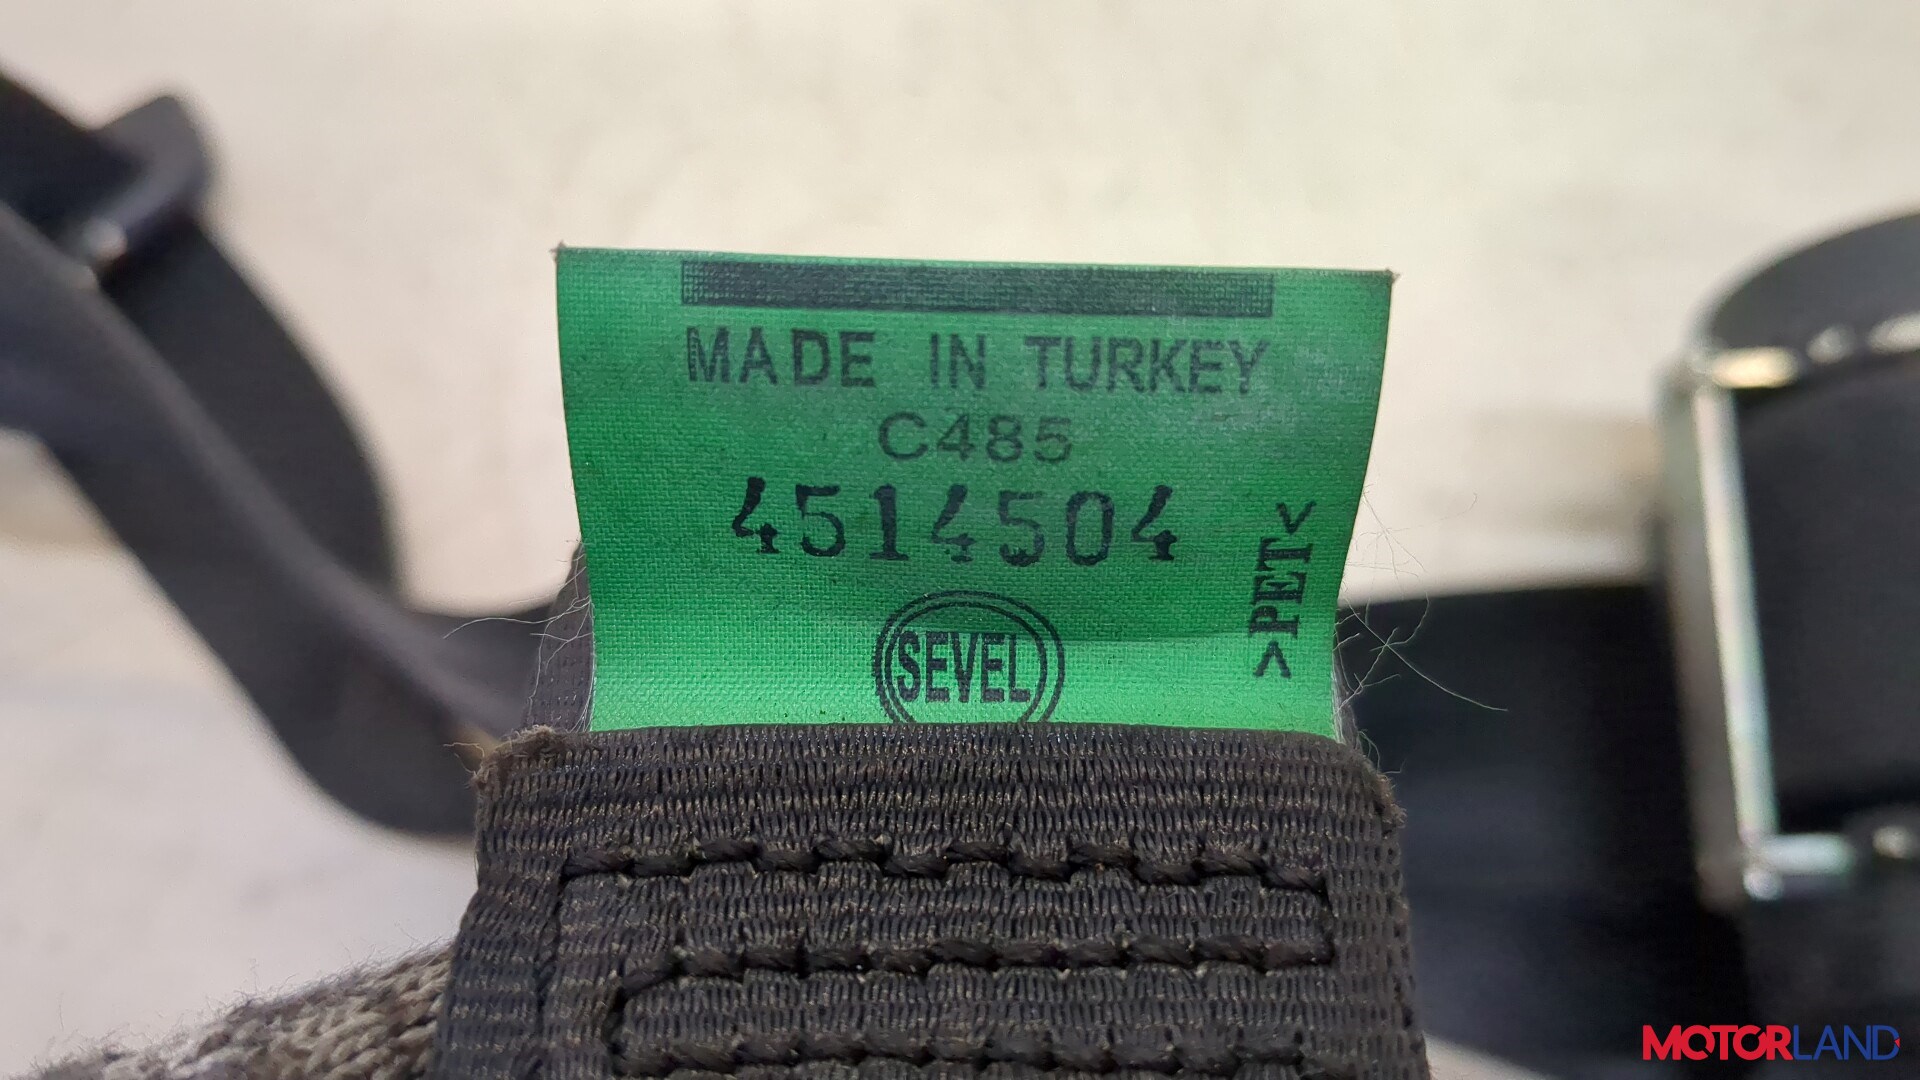 MADE IN TURKEY
C485
4514504
>PET<
SEVEL
MOTORLAND